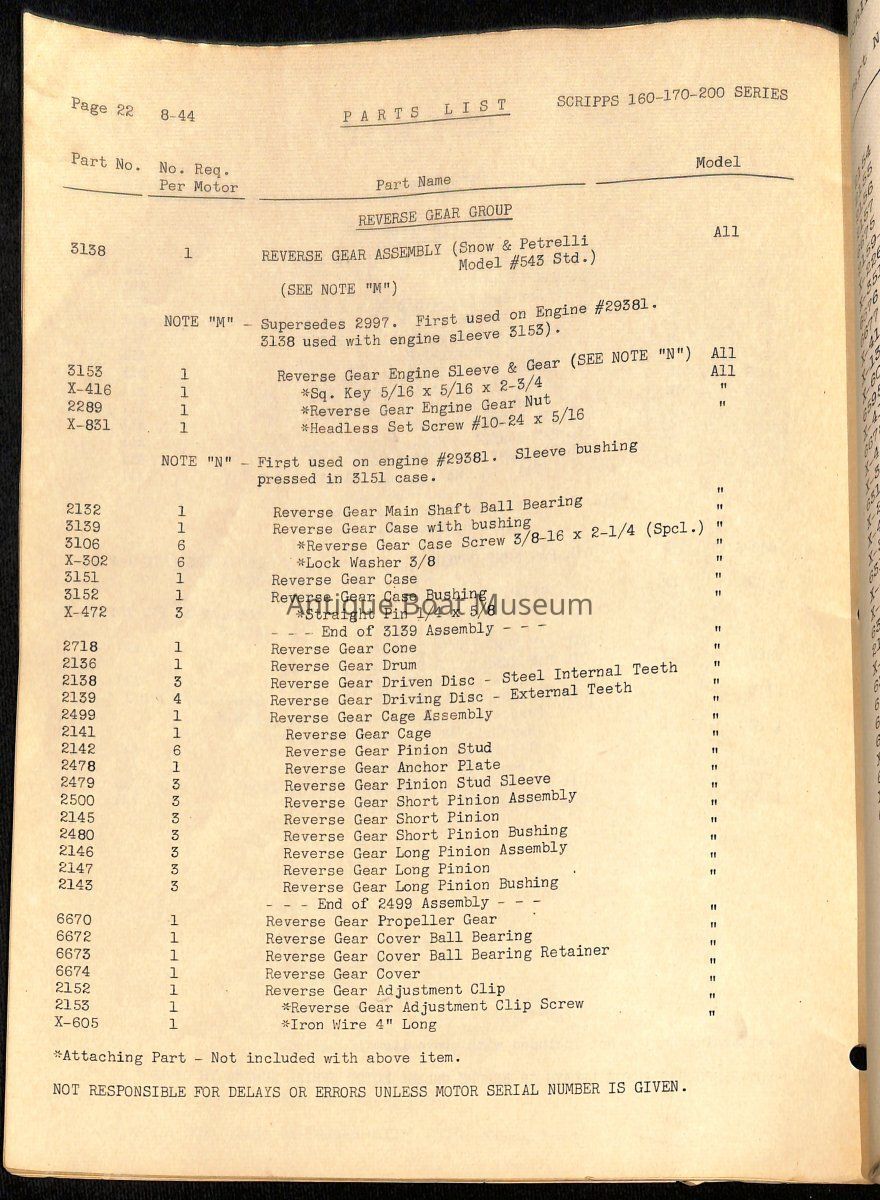 Page 22 8-44 PARTS LIST SCRIPPS 160-170-200 SERIES
Part No. No. Req. Model
Per Motor Part Name
REVERSE GEAR GROUP
3138 1 REVERSE GEAR ASSEMBLY (Snow & Petrelli All
Model #543 Std.)
(SEE NOTE "M")
NOTE "M" - Supersedes 2997. First used on Engine #29381.
3138 used with engine sleeve 3153).
3153 1 Reverse Gear Engine Sleeve & Gear (SEE NOTE "N") All
X-416 1 *Sq. Key 5/16 x 5/16 x 2-3/4 All
2289 1 *Reverse Gear Engine Gear Nut "
X-831 1 *Headless Set Screw #10-24 x 5/16 "
NOTE "N" - First used on engine #29381. Sleeve bushing
pressed in 3151 case.
2132 1 Reverse Gear Main Shaft Ball Bearing "
3139 1 Reverse Gear Case with bushing "
3106 6 *Reverse Gear Case Screw 3/8-16 x 2-1/4 (Spcl.) "
X-302 6 *Lock Washer 3/8 "
3151 1 Reverse Gear Case "
3152 1 Reverse Gear Case Bushing "
X-472 3 *Straight Pin 1/4 x 5/8 "
Antique Boat Museum
- - - End of 3139 Assembly - - -
2718 1 Reverse Gear Cone "
2136 1 Reverse Gear Drum "
2138 3 Reverse Gear Driven Disc - Steel Internal Teeth "
2139 4 Reverse Gear Driving Disc - External Teeth "
2499 1 Reverse Gear Cage Assembly "
2141 1 Reverse Gear Cage "
2142 6 Reverse Gear Pinion Stud "
2478 1 Reverse Gear Anchor Plate "
2479 3 Reverse Gear Pinion Stud Sleeve "
2500 3 Reverse Gear Short Pinion Assembly "
2145 3 Reverse Gear Short Pinion "
2480 3 Reverse Gear Short Pinion Bushing "
2146 3 Reverse Gear Long Pinion Assembly "
2147 3 Reverse Gear Long Pinion "
2143 3 Reverse Gear Long Pinion Bushing "
- - - End of 2499 Assembly - - -
6670 1 Reverse Gear Propeller Gear "
6672 1 Reverse Gear Cover Ball Bearing "
6673 1 Reverse Gear Cover Ball Bearing Retainer "
6674 1 Reverse Gear Cover "
2152 1 Reverse Gear Adjustment Clip "
2153 1 *Reverse Gear Adjustment Clip Screw "
X-605 1 *Iron Wire 4" Long "
*Attaching Part - Not included with above item.
NOT RESPONSIBLE FOR DELAYS OR ERRORS UNLESS MOTOR SERIAL NUMBER IS GIVEN.